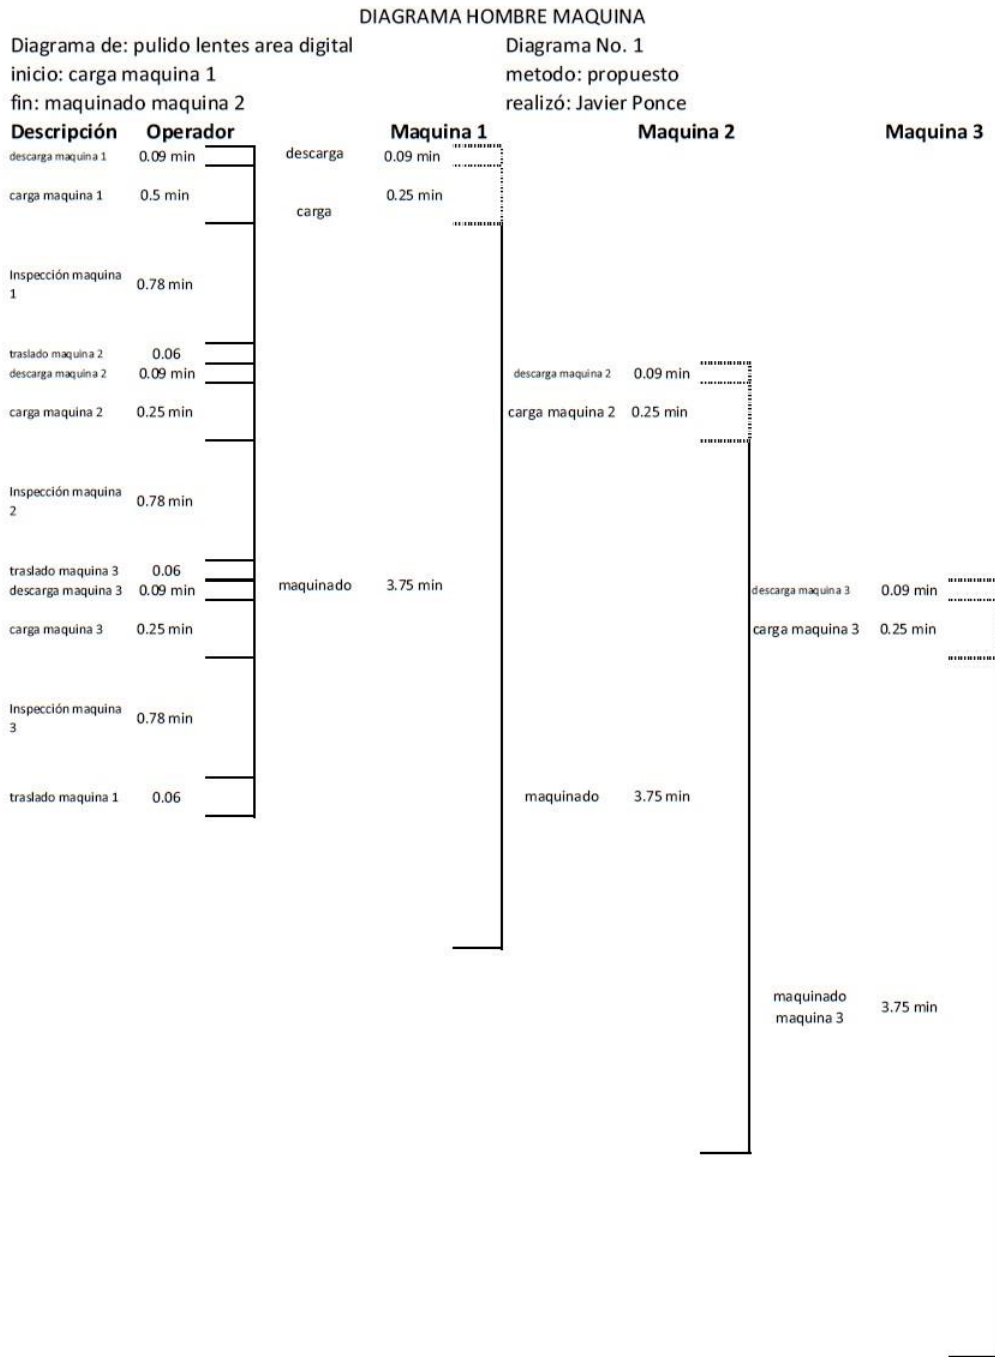 DIAGRAMA HOMBRE MAQUINA
Diagrama de: pulido lentes area digital Diagrama No. 1
inicio: carga maquina 1 metodo: propuesto
fin: maquinado maquina 2 realizó: Javier Ponce
Descripción Operador Maquina 1 Maquina 2 Maquina 3
descarga maquina 1 0.09 min descarga 0.09 min
carga maquina 1 0.5 min 0.25 min
carga
Inspección maquina
1 0.78 min
traslado maquina 2 0.06
descarga maquina 2 0.09 min descarga maquina 2 0.09 min
carga maquina 2 0.25 min carga maquina 2 0.25 min
Inspección maquina
2 0.78 min
traslado maquina 3 0.06
maquinado 3.75 min
descarga maquina 3 0.09 min descarga maquina 3 0.09 min
carga maquina 3 0.25 min carga maquina 3 0.25 min
Inspección maquina
3 0.78 min
traslado maquina 1 0.06 maquinado 3.75 min
maquinado
maquina 3 3.75 min